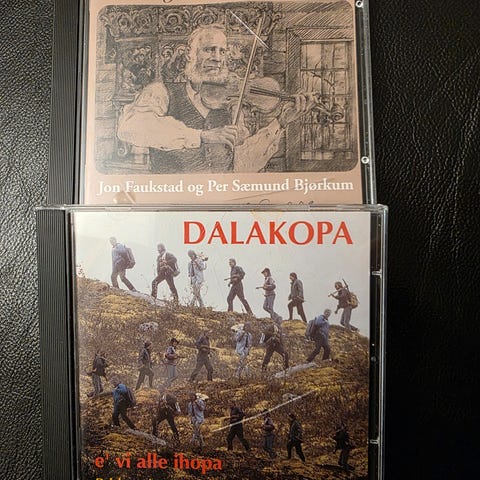 Jon Faukstad og Per Sæmund Bjørkum
DALAKOPA
e' vi alle ihopa